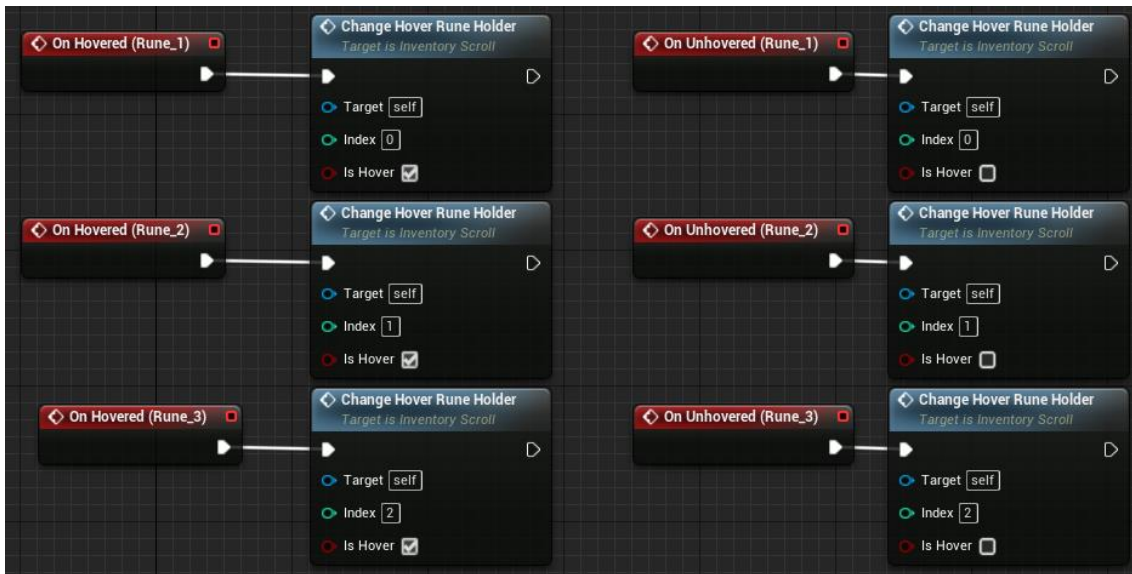 On Hovered (Rune_1)
Change Hover Rune Holder
Target is Inventory Scroll
Target self
Index 0
Is Hover
On Unhovered (Rune_1)
Change Hover Rune Holder
Target is Inventory Scroll
Target self
Index 0
Is Hover
On Hovered (Rune_2)
Change Hover Rune Holder
Target is Inventory Scroll
Target self
Index 1
Is Hover
On Unhovered (Rune_2)
Change Hover Rune Holder
Target is Inventory Scroll
Target self
Index 1
Is Hover
On Hovered (Rune_3)
Change Hover Rune Holder
Target is Inventory Scroll
Target self
Index 2
Is Hover
On Unhovered (Rune_3)
Change Hover Rune Holder
Target is Inventory Scroll
Target self
Index 2
Is Hover